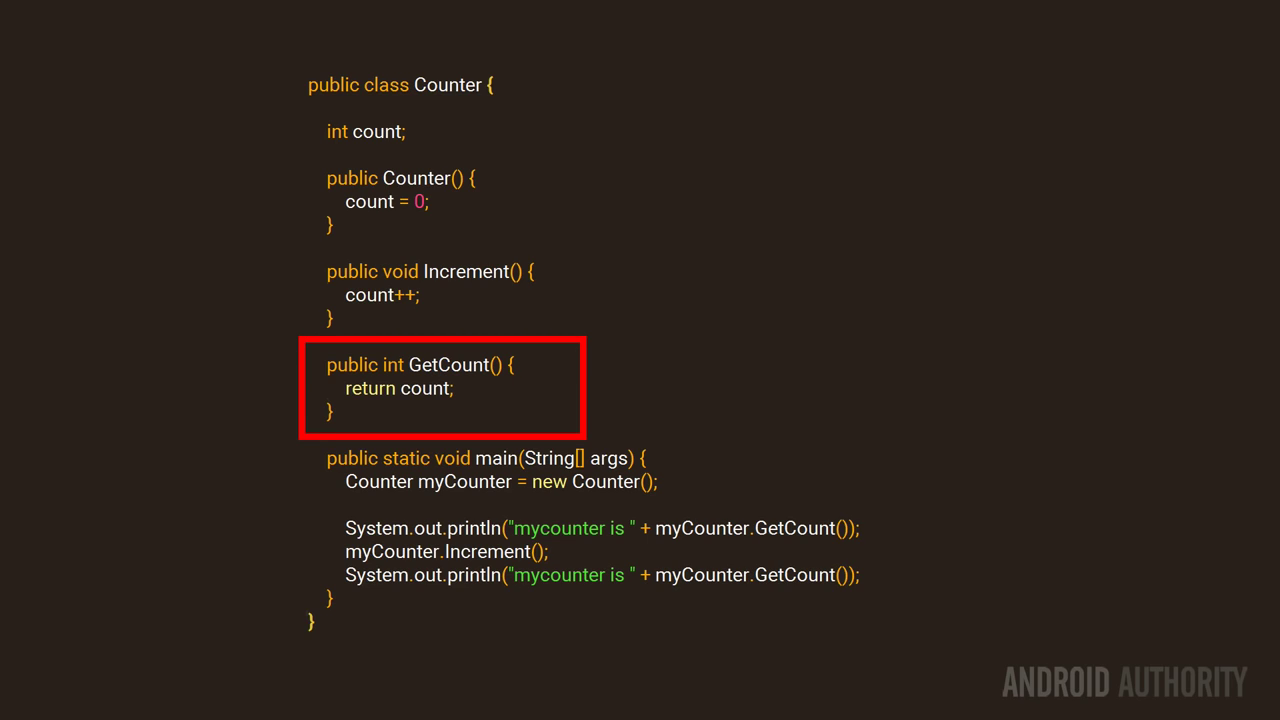 public class Counter {
int count;
public Counter() {
count = 0;
}
public void Increment() {
count++;
}
public int GetCount() {
return count;
}
public static void main(String[] args) {
Counter myCounter = new Counter();
System.out.println("mycounter is " + myCounter.GetCount());
myCounter.Increment();
System.out.println("mycounter is " + myCounter.GetCount());
}
}
ANDROID AUTHORITY